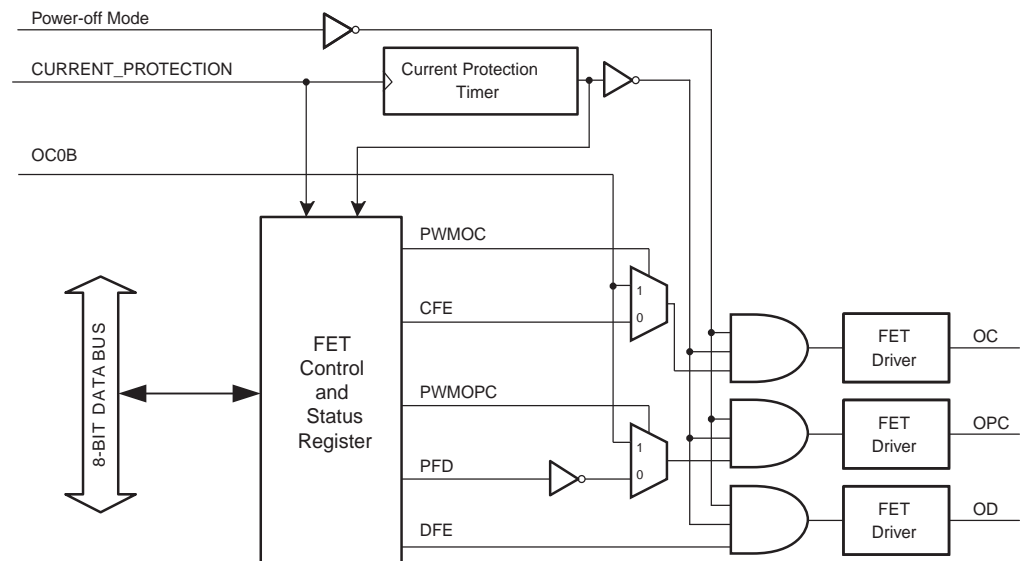 Power-off Mode
CURRENT_PROTECTION
Current Protection
Timer
OC0B
PWMOC
1
0
CFE
8-BIT DATA BUS
FET
Control
and
Status
Register
FET
Driver
OC
PWMOPC
1
0
FET
Driver
OPC
PFD
DFE
FET
Driver
OD